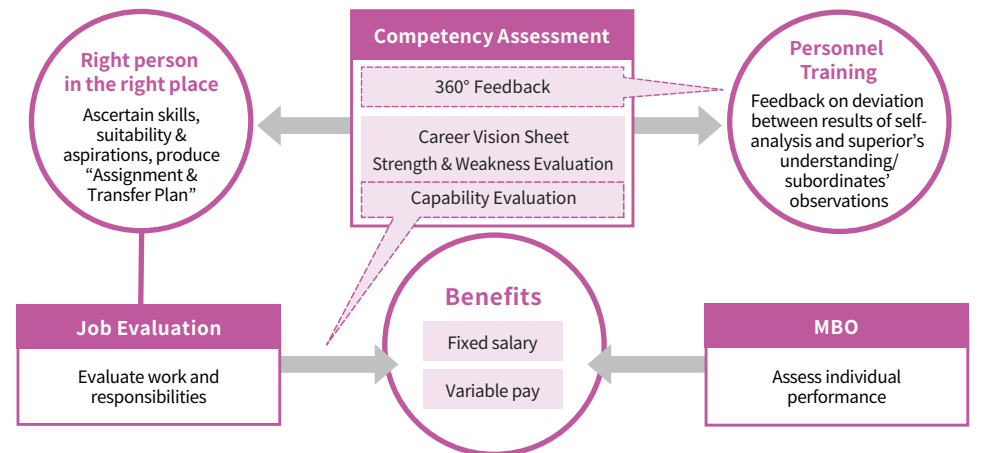 Right person
in the right place
Ascertain skills,
suitability &
aspirations, produce
“Assignment &
Transfer Plan”
Competency Assessment
360° Feedback
Career Vision Sheet
Strength & Weakness Evaluation
Capability Evaluation
Personnel
Training
Feedback on deviation
between results of self-
analysis and superior’s
understanding/
subordinates’
observations
Job Evaluation
Evaluate work and
responsibilities
Benefits
Fixed salary
Variable pay
MBO
Assess individual
performance